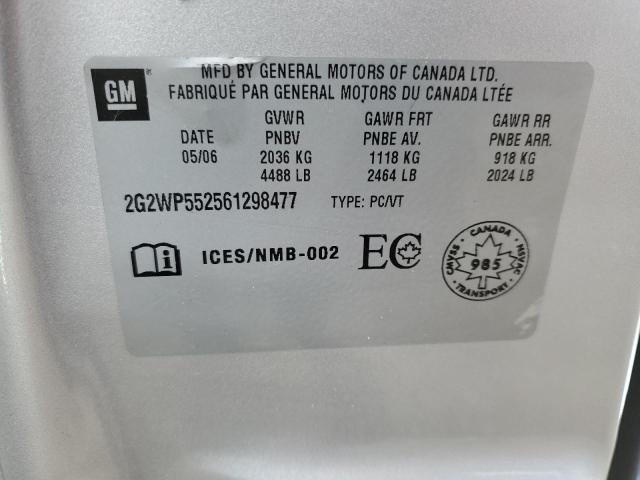 MFD BY GENERAL MOTORS OF CANADA LTD.
FABRIQUÉ PAR GENERAL MOTORS DU CANADA LTÉE
GM
GVWR GAWR FRT GAWR RR
DATE PNBV PNBE AV. PNBE ARR.
05/06 2036 KG 1118 KG 918 KG
4488 LB 2464 LB 2024 LB
2G2WP552561298477 TYPE: PC/VT
i ICES/NMB-002 EC
CANADA
CMVSS 985 NSVAC
TRANSPORT